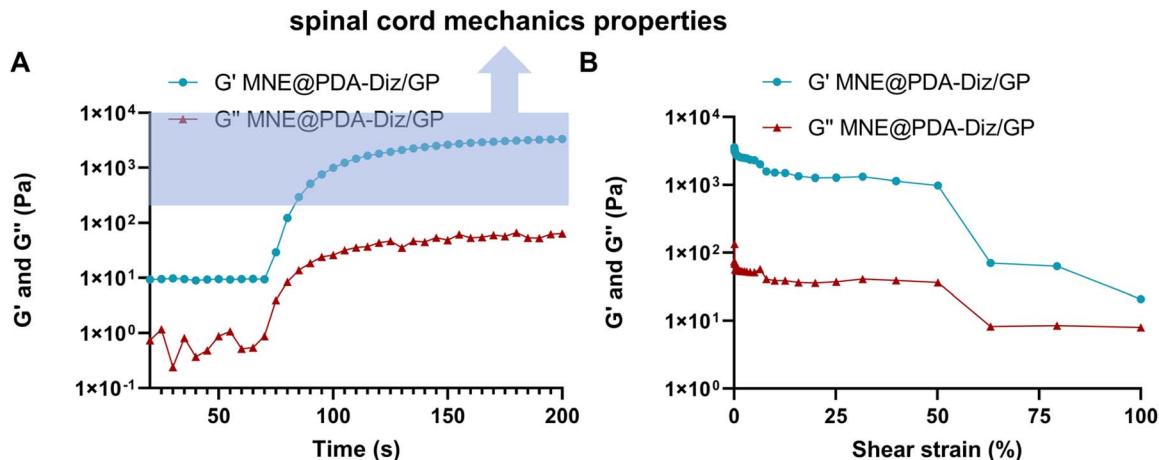 spinal cord mechanics properties
A
G' MNE@PDA-Diz/GP
G" MNE@PDA-Diz/GP
G' and G" (Pa)
1×10⁴
1×10³
1×10²
1×10¹
1×10⁰
1×10⁻¹
50
100
150
200
Time (s)
B
G' MNE@PDA-Diz/GP
G" MNE@PDA-Diz/GP
G' and G" (Pa)
1×10⁴
1×10³
1×10²
1×10¹
1×10⁰
0
25
50
75
100
Shear strain (%)